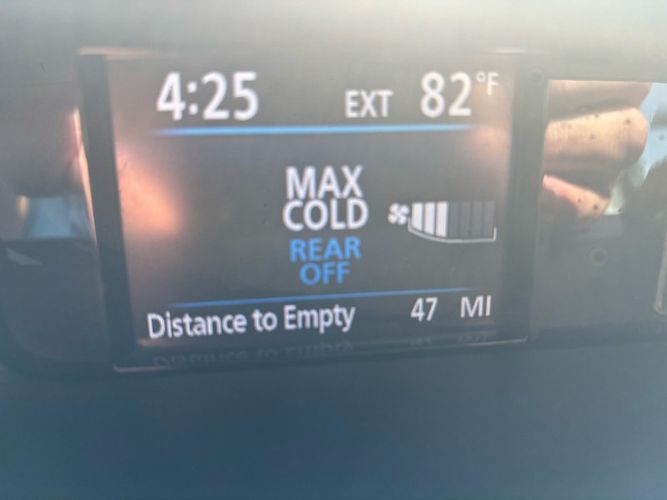 4:25 EXT 82°F
MAX
COLD
REAR
OFF
Distance to Empty 47 MI